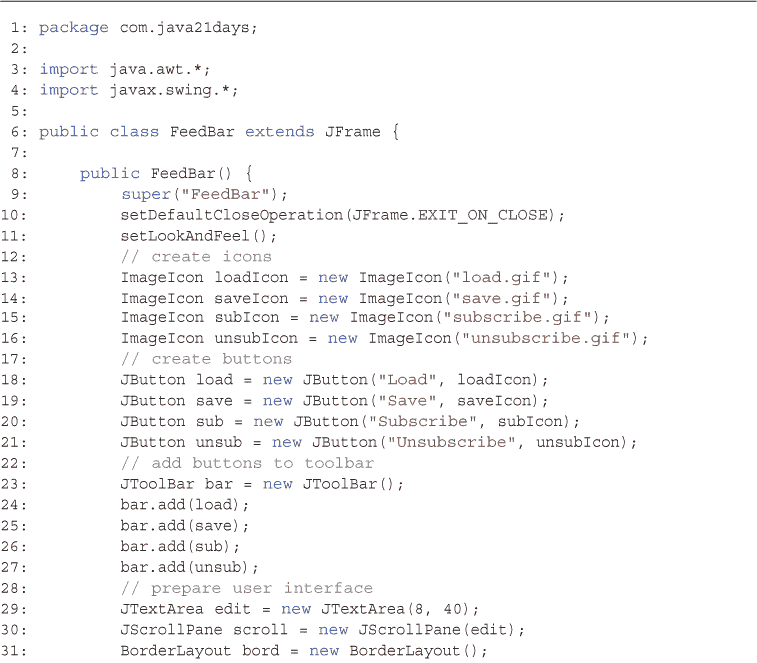 1: package com.java21days;
2:
3: import java.awt.*;
4: import javax.swing.*;
5:
6: public class FeedBar extends JFrame {
7:
8:     public FeedBar() {
9:         super("FeedBar");
10:         setDefaultCloseOperation(JFrame.EXIT_ON_CLOSE);
11:         setLookAndFeel();
12:         // create icons
13:         ImageIcon loadIcon = new ImageIcon("load.gif");
14:         ImageIcon saveIcon = new ImageIcon("save.gif");
15:         ImageIcon subIcon = new ImageIcon("subscribe.gif");
16:         ImageIcon unsubIcon = new ImageIcon("unsubscribe.gif");
17:         // create buttons
18:         JButton load = new JButton("Load", loadIcon);
19:         JButton save = new JButton("Save", saveIcon);
20:         JButton sub = new JButton("Subscribe", subIcon);
21:         JButton unsub = new JButton("Unsubscribe", unsubIcon);
22:         // add buttons to toolbar
23:         JToolBar bar = new JToolBar();
24:         bar.add(load);
25:         bar.add(save);
26:         bar.add(sub);
27:         bar.add(unsub);
28:         // prepare user interface
29:         JTextArea edit = new JTextArea(8, 40);
30:         JScrollPane scroll = new JScrollPane(edit);
31:         BorderLayout bord = new BorderLayout();